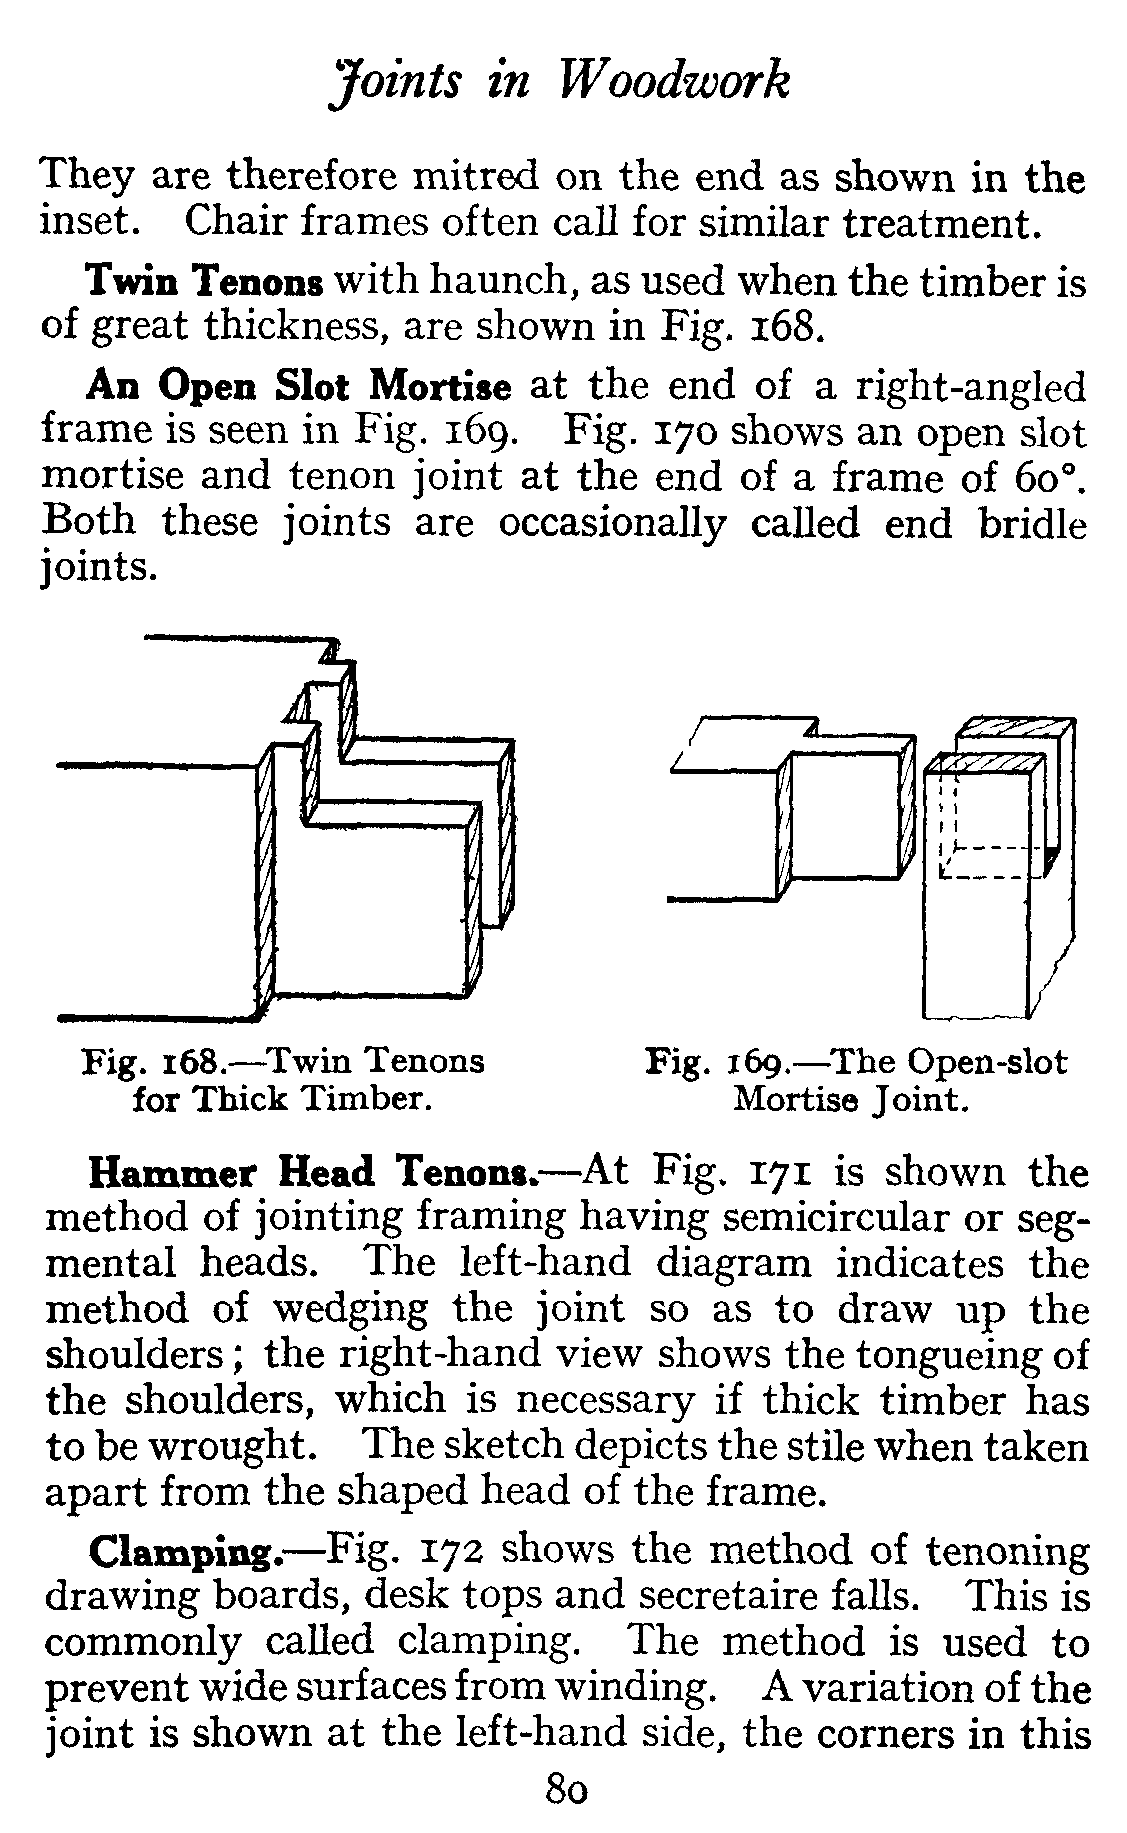 Joints in Woodwork
They are therefore mitred on the end as shown in the
inset. Chair frames often call for similar treatment.
Twin Tenons with haunch, as used when the timber is
of great thickness, are shown in Fig. 168.
An Open Slot Mortise at the end of a right-angled
frame is seen in Fig. 169. Fig. 170 shows an open slot
mortise and tenon joint at the end of a frame of 60°.
Both these joints are occasionally called end bridle
joints.
Fig. 168.—Twin Tenons
for Thick Timber.
Fig. 169.—The Open-slot
Mortise Joint.
Hammer Head Tenons.—At Fig. 171 is shown the
method of jointing framing having semicircular or seg-
mental heads. The left-hand diagram indicates the
method of wedging the joint so as to draw up the
shoulders; the right-hand view shows the tongueing of
the shoulders, which is necessary if thick timber has
to be wrought. The sketch depicts the stile when taken
apart from the shaped head of the frame.
Clamping.—Fig. 172 shows the method of tenoning
drawing boards, desk tops and secretaire falls. This is
commonly called clamping. The method is used to
prevent wide surfaces from winding. A variation of the
joint is shown at the left-hand side, the corners in this
80